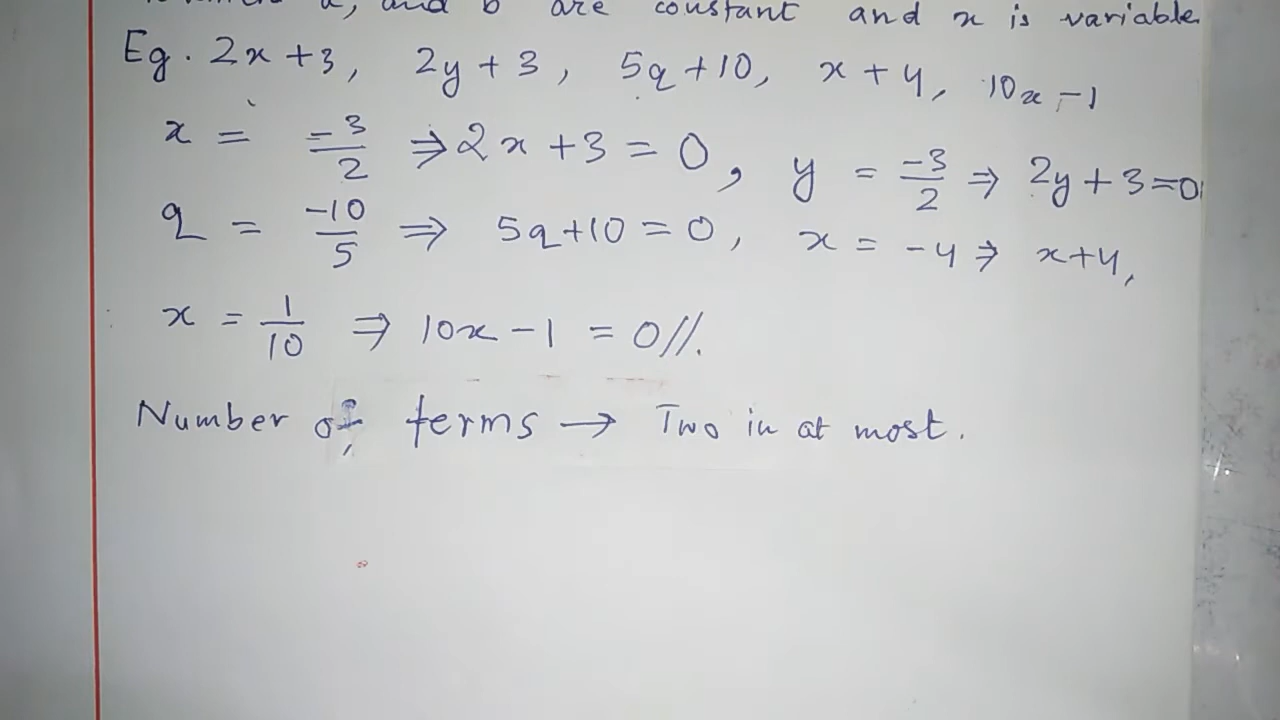 a, and b are constant and x is variable.
Eg. 2x+3, 2y+3, 5q+10, x+4, 10x-1
x = -3/2 ⇒ 2x+3=0, y = -3/2 ⇒ 2y+3=0
q = -10/5 ⇒ 5q+10=0, x = -4 ⇒ x+4,
x = 1/10 ⇒ 10x-1 = 0//.
Number of terms → Two in at most.